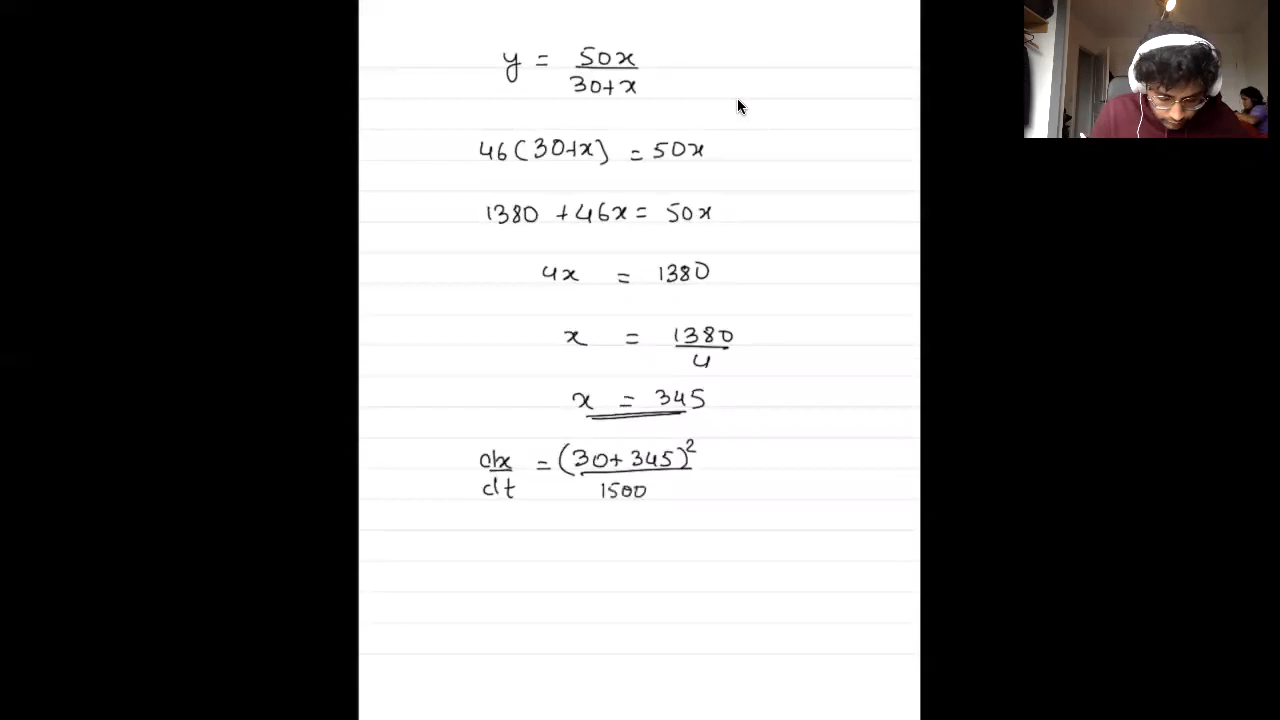 y = 50x/30+x
46(30+x) = 50x
1380 + 46x = 50x
4x = 1380
x = 1380/4
x = 345
dx/dt = (30+345)²/1500